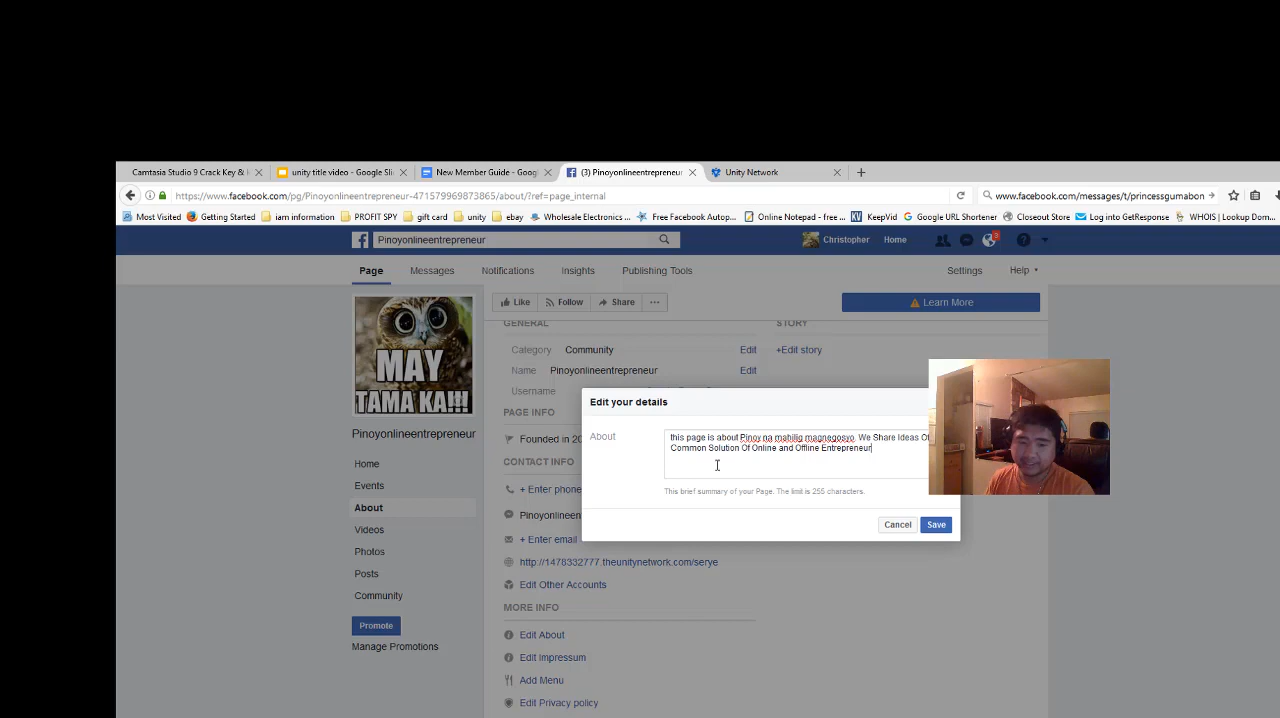 Camtasia Studio 9 Crack Key &
unity title video - Google Sli
New Member Guide - Goog
(3) Pinoyonlineentrepreneur
Unity Network
https://www.facebook.com/pg/Pinoyonlineentrepreneur-471579969873865/about/?ref=page_internal
www.facebook.com/messages/t/princessgumabon
Most Visited
Getting Started
iam information
PROFIT SPY
gift card
unity
ebay
Wholesale Electronics ...
Free Facebook Autop...
Online Notepad - free ...
KeepVid
Google URL Shortener
Closeout Store
Log into GetResponse
WHOIS | Lookup Dom...
Pinoyonlineentrepreneur
Christopher
Home
3
Page
Messages
Notifications
Insights
Publishing Tools
Settings
Help
Like
Follow
Share
Learn More
MAY
TAMA KA!!!
GENERAL
STORY
Category
Community
Edit
+Edit story
Name
Pinoyonlineentrepreneur
Edit
Username
PAGE INFO
Founded in 20
CONTACT INFO
+ Enter phone
Pinoyonlineen
+ Enter email
http://1478332777.theunitynetwork.com/serye
Edit Other Accounts
MORE INFO
Edit About
Edit Impressum
Add Menu
Edit Privacy policy
Pinoyonlineentrepreneur
Home
Events
About
Videos
Photos
Posts
Community
Promote
Manage Promotions
Edit your details
About
this page is about Pinoy na mahilig magnegosyo. We Share Ideas Of
Common Solution Of Online and Offline Entrepreneur
This brief summary of your Page. The limit is 255 characters.
Cancel
Save